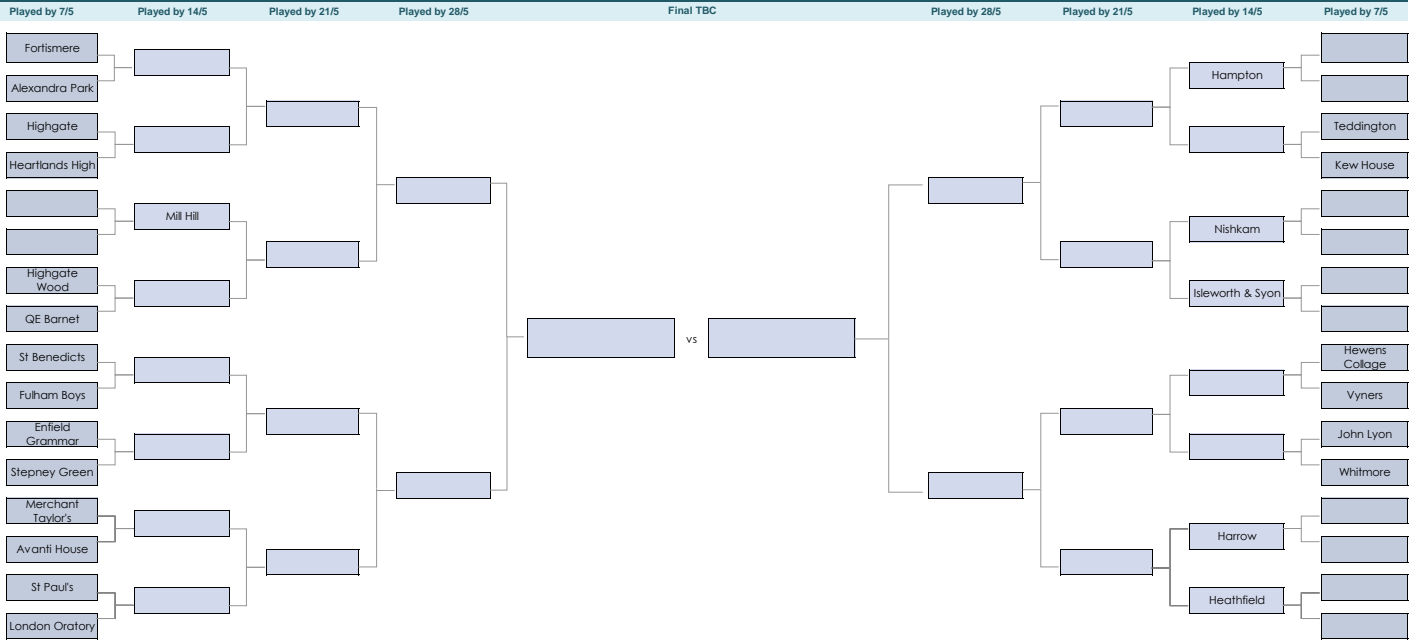 Played by 7/5
Played by 14/5
Played by 21/5
Played by 28/5
Final TBC
Played by 28/5
Played by 21/5
Played by 14/5
Played by 7/5
Fortismere
Alexandra Park
Highgate
Heartlands High
Mill Hill
Highgate
Wood
QE Barnet
St Benedicts
Fulham Boys
Enfield
Grammar
Stepney Green
Merchant
Taylor's
Avanti House
St Paul's
London Oratory
vs
Hampton
Teddington
Kew House
Nishkam
Isleworth & Syon
Hewens
Collage
Vyners
John Lyon
Whitmore
Harrow
Heathfield